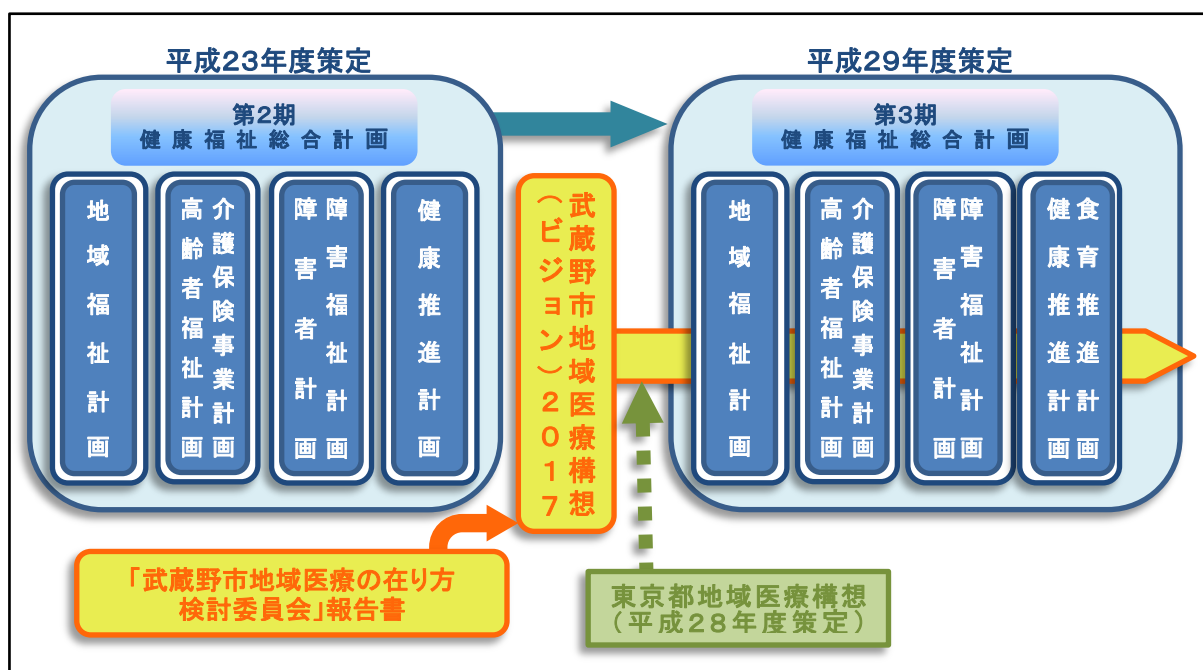 平成23年度策定
第2期
健康福祉総合計画
地域福祉計画
介護保険事業計画
高齢者福祉計画
障害福祉計画
障害者計画
健康推進計画
武蔵野市地域医療構想
（ビジョン）2017
「武蔵野市地域医療の在り方
検討委員会」報告書
東京都地域医療構想
（平成28年度策定）
平成29年度策定
第3期
健康福祉総合計画
地域福祉計画
介護保険事業計画
高齢者福祉計画
障害福祉計画
障害者計画
食育推進計画
健康推進計画